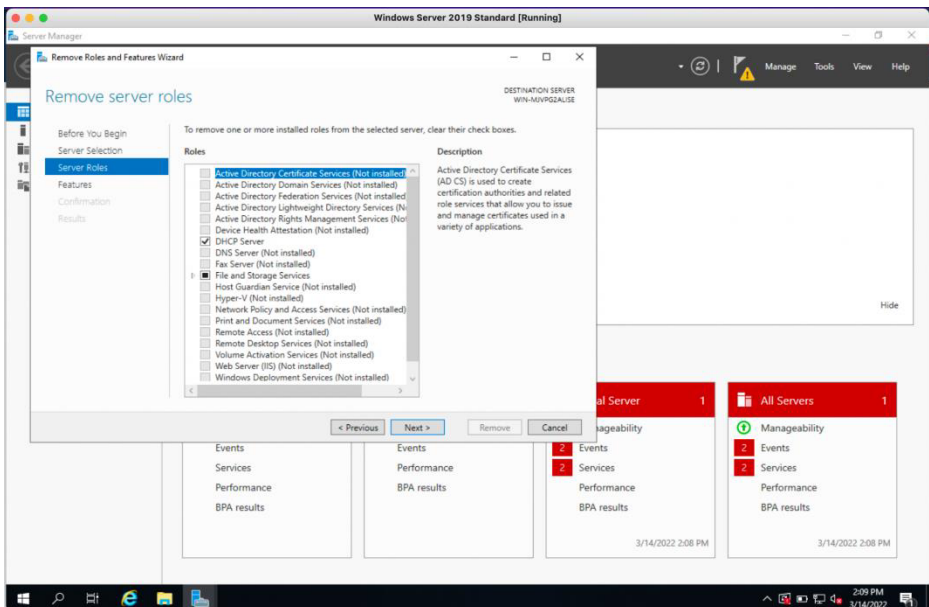 Windows Server 2019 Standard [Running]
Server Manager
Remove Roles and Features Wizard
Manage Tools View Help
Remove server roles
DESTINATION SERVER
WIN-MJVPG2ALISE
Before You Begin
Server Selection
Server Roles
Features
Confirmation
Results
To remove one or more installed roles from the selected server, clear their check boxes.
Roles
Active Directory Certificate Services (Not installed)
Active Directory Domain Services (Not installed)
Active Directory Federation Services (Not installed
Active Directory Lightweight Directory Services (N
Active Directory Rights Management Services (Not
Device Health Attestation (Not installed)
DHCP Server
DNS Server (Not installed)
Fax Server (Not installed)
File and Storage Services
Host Guardian Service (Not installed)
Hyper-V (Not installed)
Network Policy and Access Services (Not installed)
Print and Document Services (Not installed)
Remote Access (Not installed)
Remote Desktop Services (Not installed)
Volume Activation Services (Not installed)
Web Server (IIS) (Not installed)
Windows Deployment Services (Not installed)
Description
Active Directory Certificate Services
(AD CS) is used to create
certification authorities and related
role services that allow you to issue
and manage certificates used in a
variety of applications.
< Previous Next > Remove Cancel
Hide
Events
Services
Performance
BPA results
Events
Performance
BPA results
al Server 1
nageability
2 Events
2 Services
Performance
BPA results
3/14/2022 2:08 PM
All Servers 1
Manageability
2 Events
2 Services
Performance
BPA results
3/14/2022 2:08 PM
2:09 PM
3/14/2022